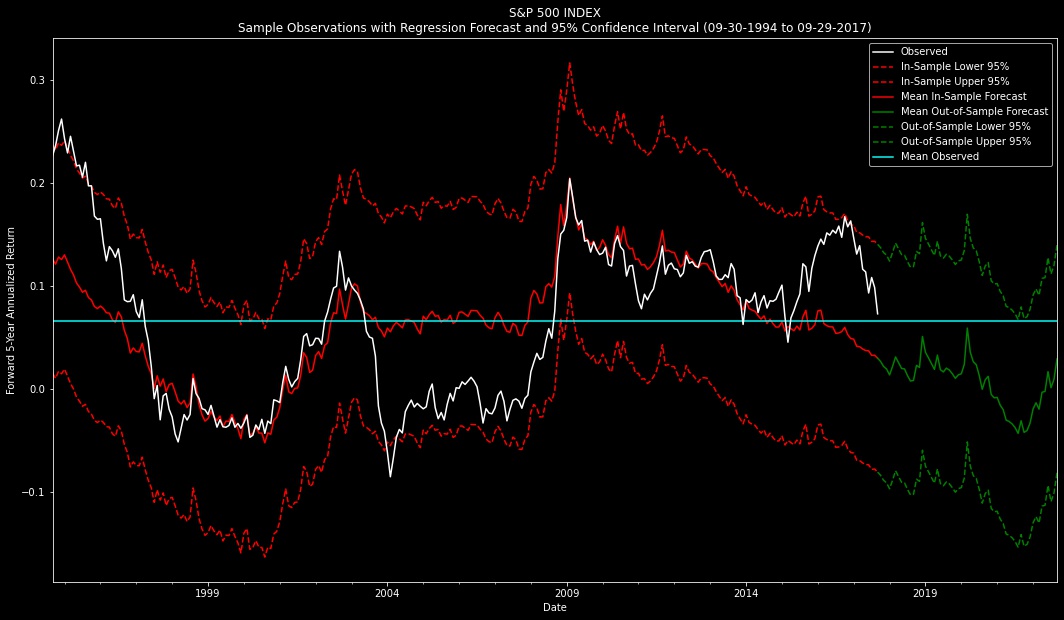 S&P 500 INDEX
Sample Observations with Regression Forecast and 95% Confidence Interval (09-30-1994 to 09-29-2017)
Observed
In-Sample Lower 95%
In-Sample Upper 95%
Mean In-Sample Forecast
Mean Out-of-Sample Forecast
Out-of-Sample Lower 95%
Out-of-Sample Upper 95%
Mean Observed
Forward 5-Year Annualized Return
0.3
0.2
0.1
0.0
−0.1
1999
2004
2009
2014
2019
Date